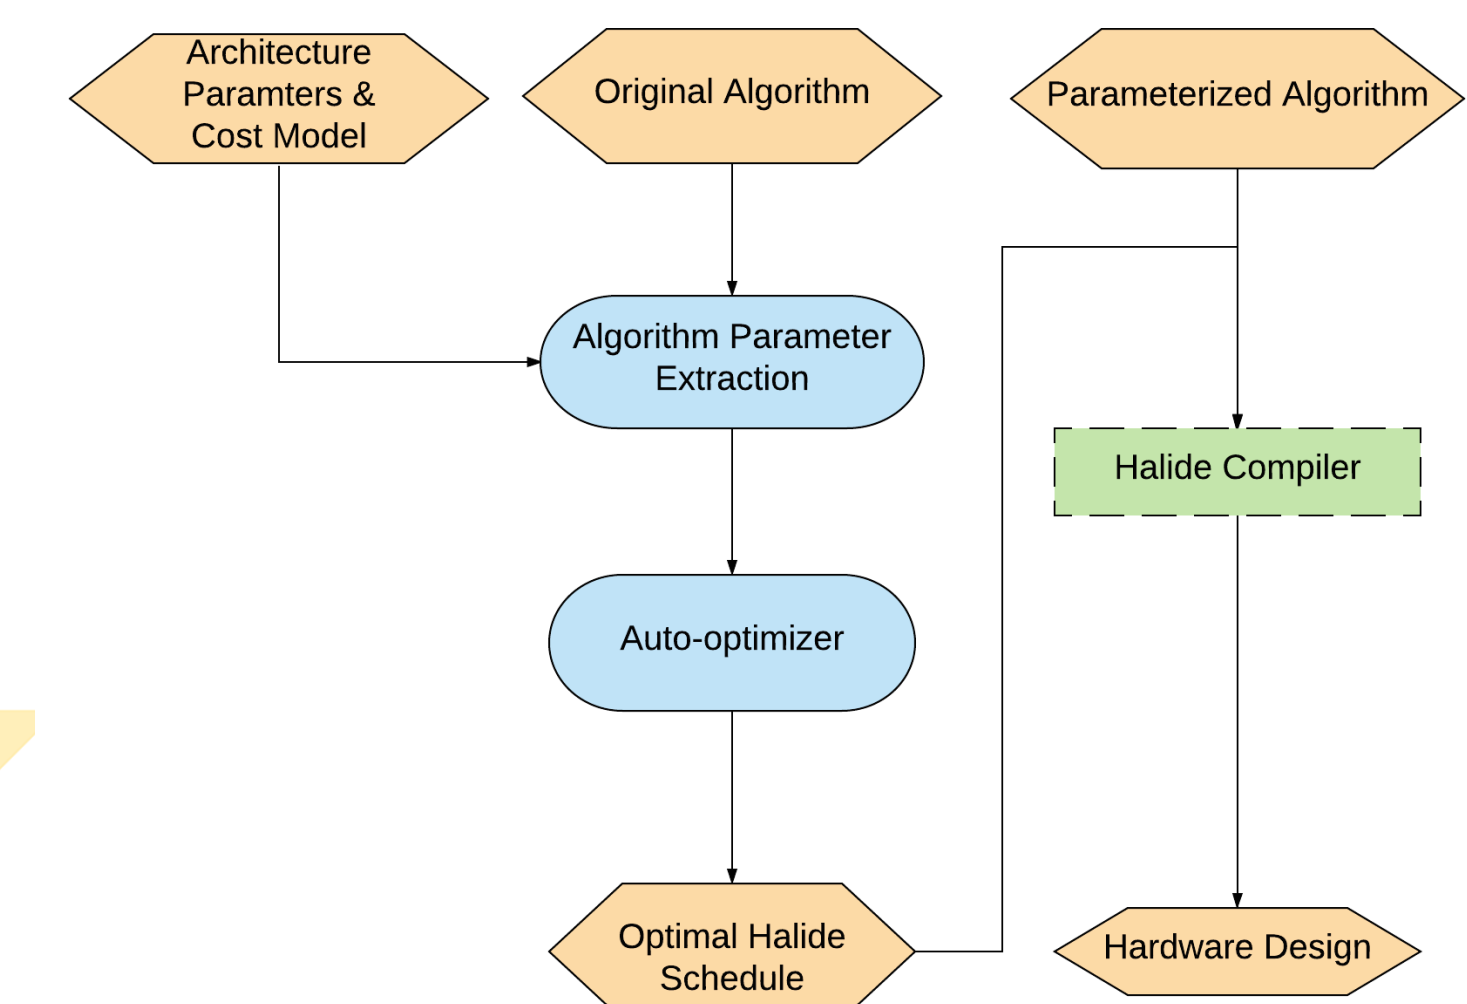 Architecture
Paramters &
Cost Model
Original Algorithm
Parameterized Algorithm
Algorithm Parameter
Extraction
Halide Compiler
Auto-optimizer
Optimal Halide
Schedule
Hardware Design